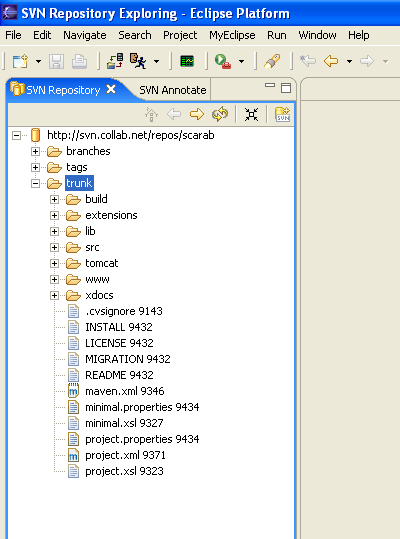 SVN Repository Exploring - Eclipse Platform
File Edit Navigate Search Project MyEclipse Run Window Help
SVN Repository SVN Annotate
SVN
http://svn.collab.net/repos/scarab
branches
tags
trunk
build
extensions
lib
src
tomcat
www
xdocs
.cvsignore 9143
INSTALL 9432
LICENSE 9432
MIGRATION 9432
README 9432
maven.xml 9346
minimal.properties 9434
minimal.xsl 9327
project.properties 9434
project.xml 9371
project.xsl 9323